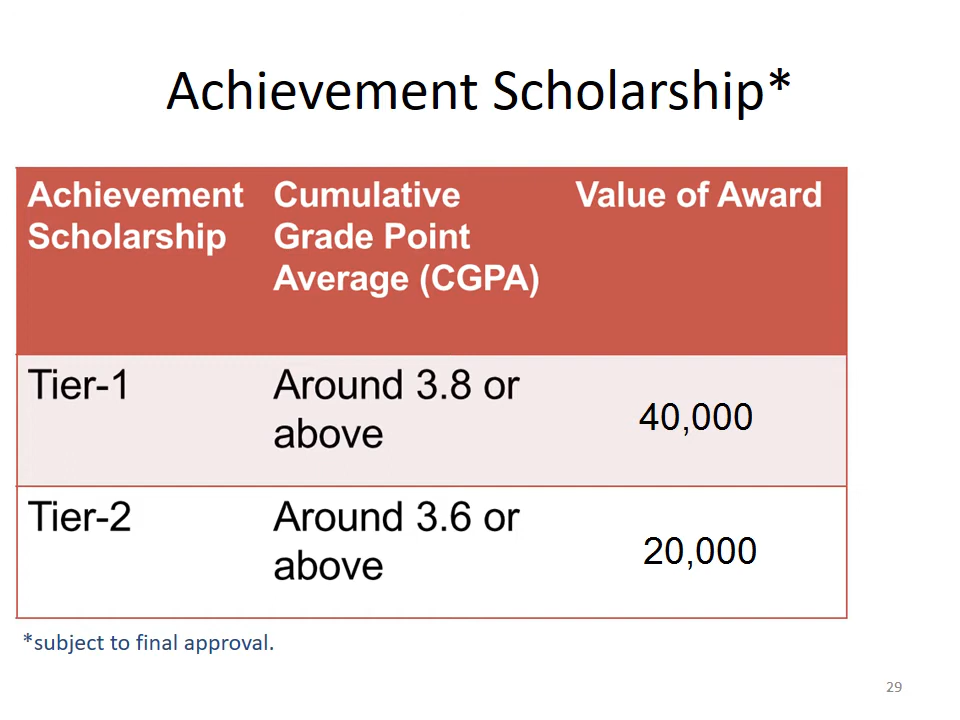 Achievement Scholarship*
Achievement
Scholarship
Cumulative
Grade Point
Average (CGPA)
Value of Award
Tier-1
Around 3.8 or
above
40,000
Tier-2
Around 3.6 or
above
20,000
*subject to final approval.
29